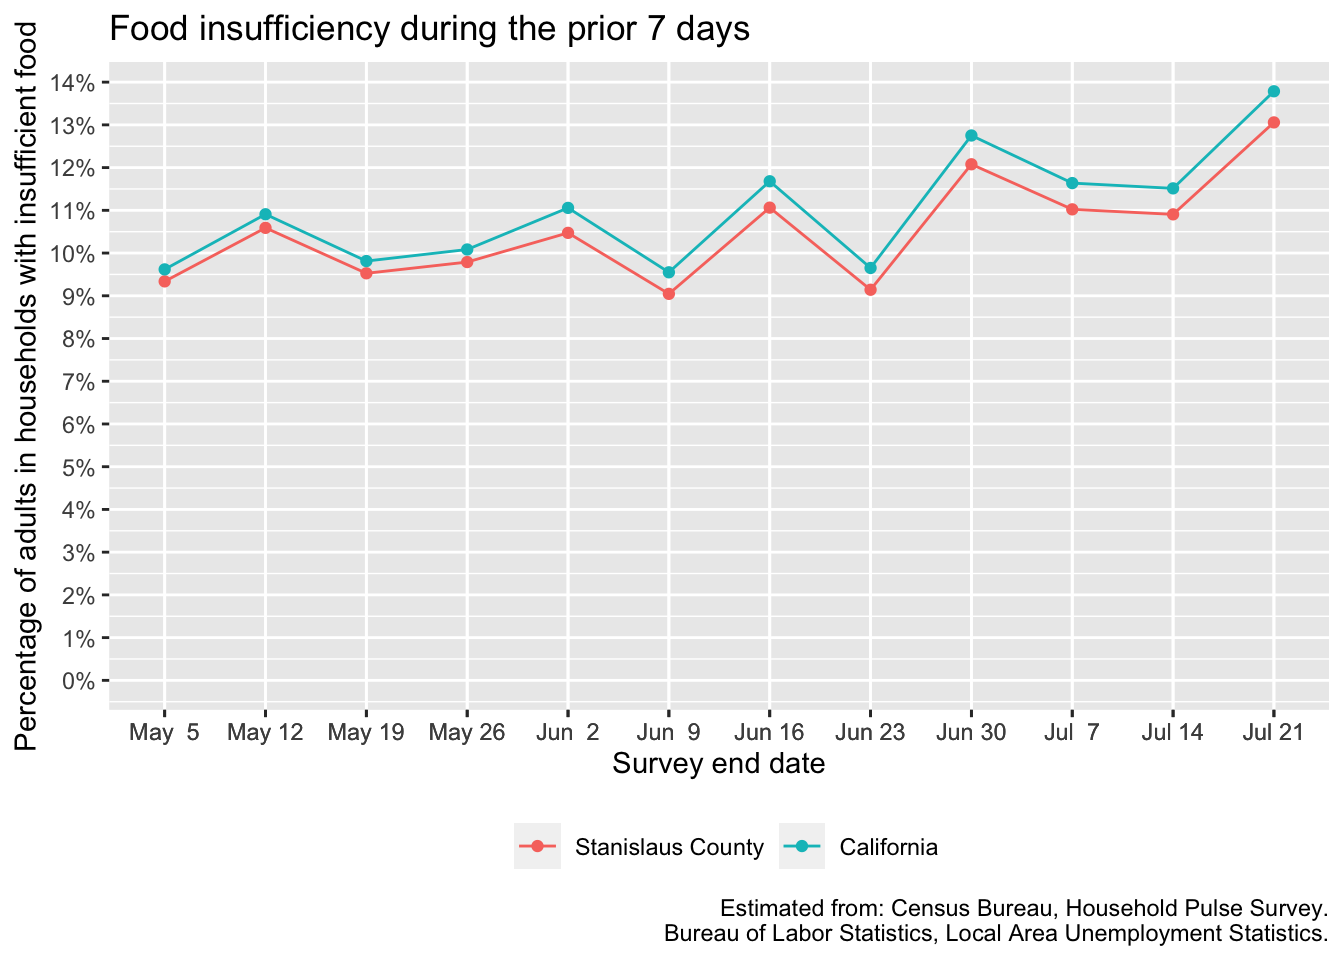 Food insufficiency during the prior 7 days
Percentage of adults in households with insufficient food
14%
13%
12%
11%
10%
9%
8%
7%
6%
5%
4%
3%
2%
1%
0%
May  5 May 12 May 19 May 26 Jun  2 Jun  9 Jun 16 Jun 23 Jun 30 Jul  7 Jul 14 Jul 21
Survey end date
Stanislaus County California
Estimated from: Census Bureau, Household Pulse Survey.
Bureau of Labor Statistics, Local Area Unemployment Statistics.